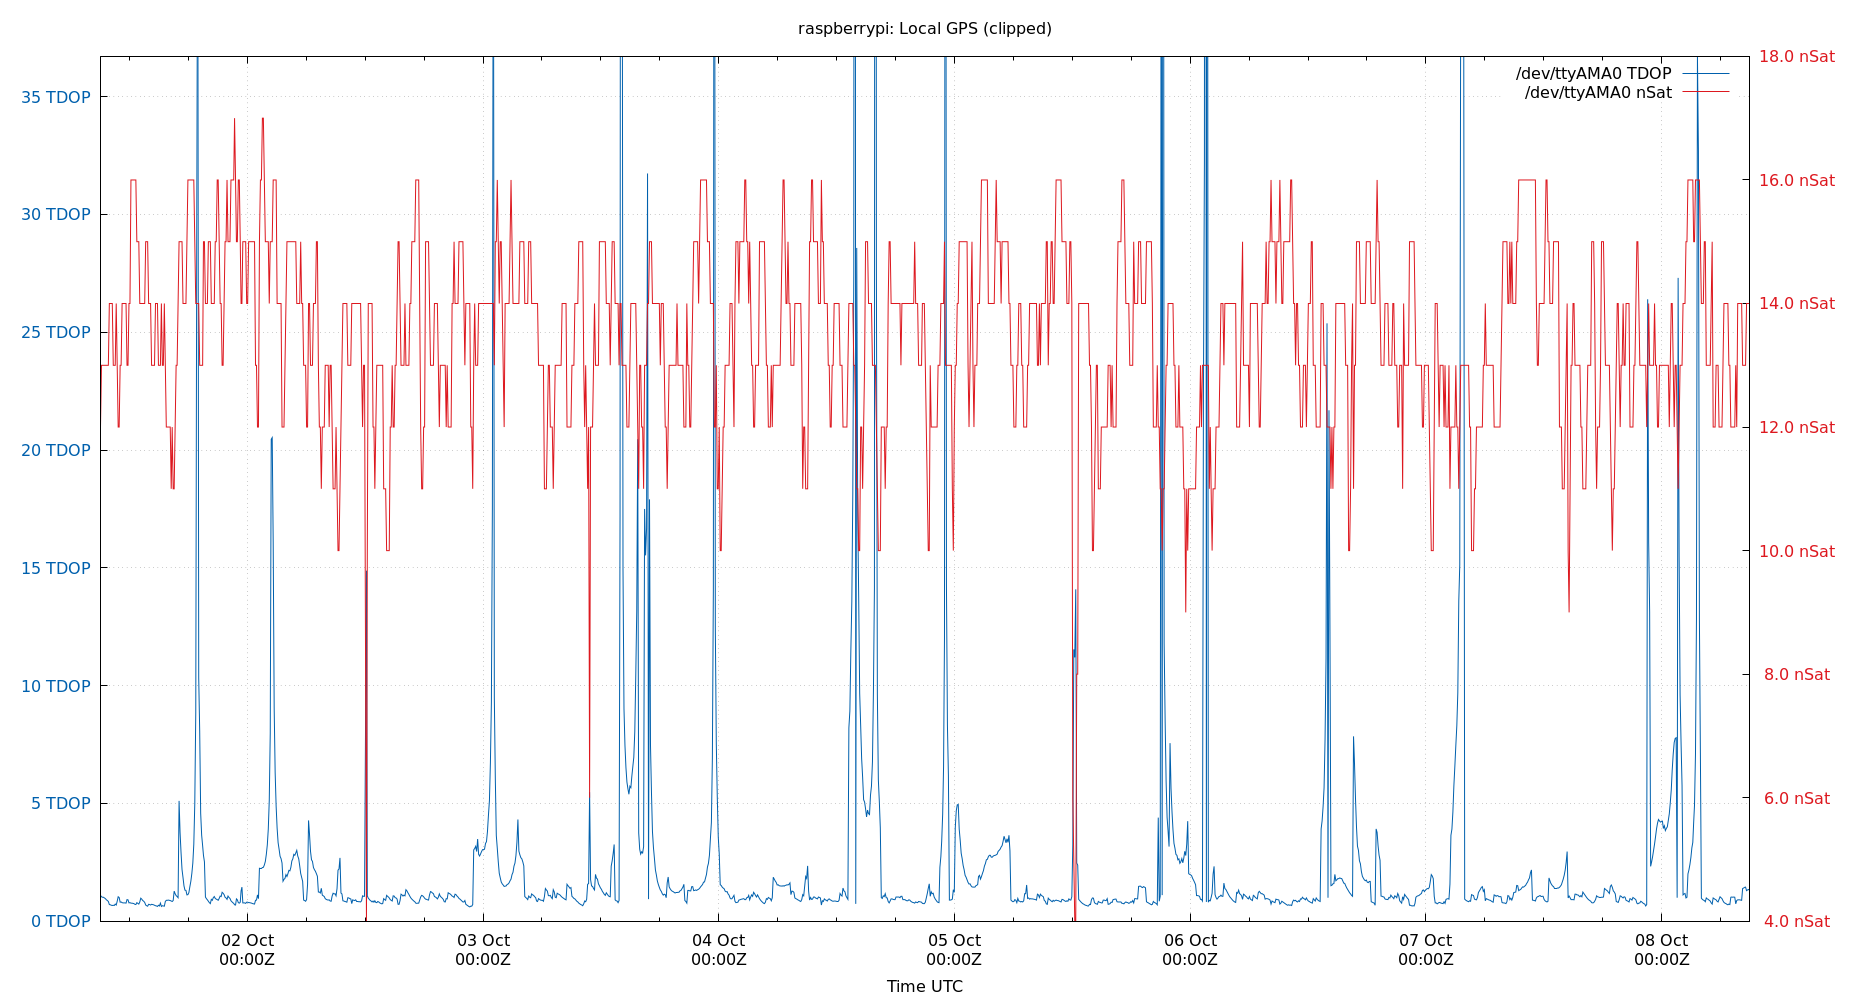 raspberrypi: Local GPS (clipped)
/dev/ttyAMA0 TDOP
/dev/ttyAMA0 nSat
35 TDOP
30 TDOP
25 TDOP
20 TDOP
15 TDOP
10 TDOP
5 TDOP
0 TDOP
18.0 nSat
16.0 nSat
14.0 nSat
12.0 nSat
10.0 nSat
8.0 nSat
6.0 nSat
4.0 nSat
02 Oct 03 Oct 04 Oct 05 Oct 06 Oct 07 Oct 08 Oct
00:00Z 00:00Z 00:00Z 00:00Z 00:00Z 00:00Z 00:00Z
Time UTC